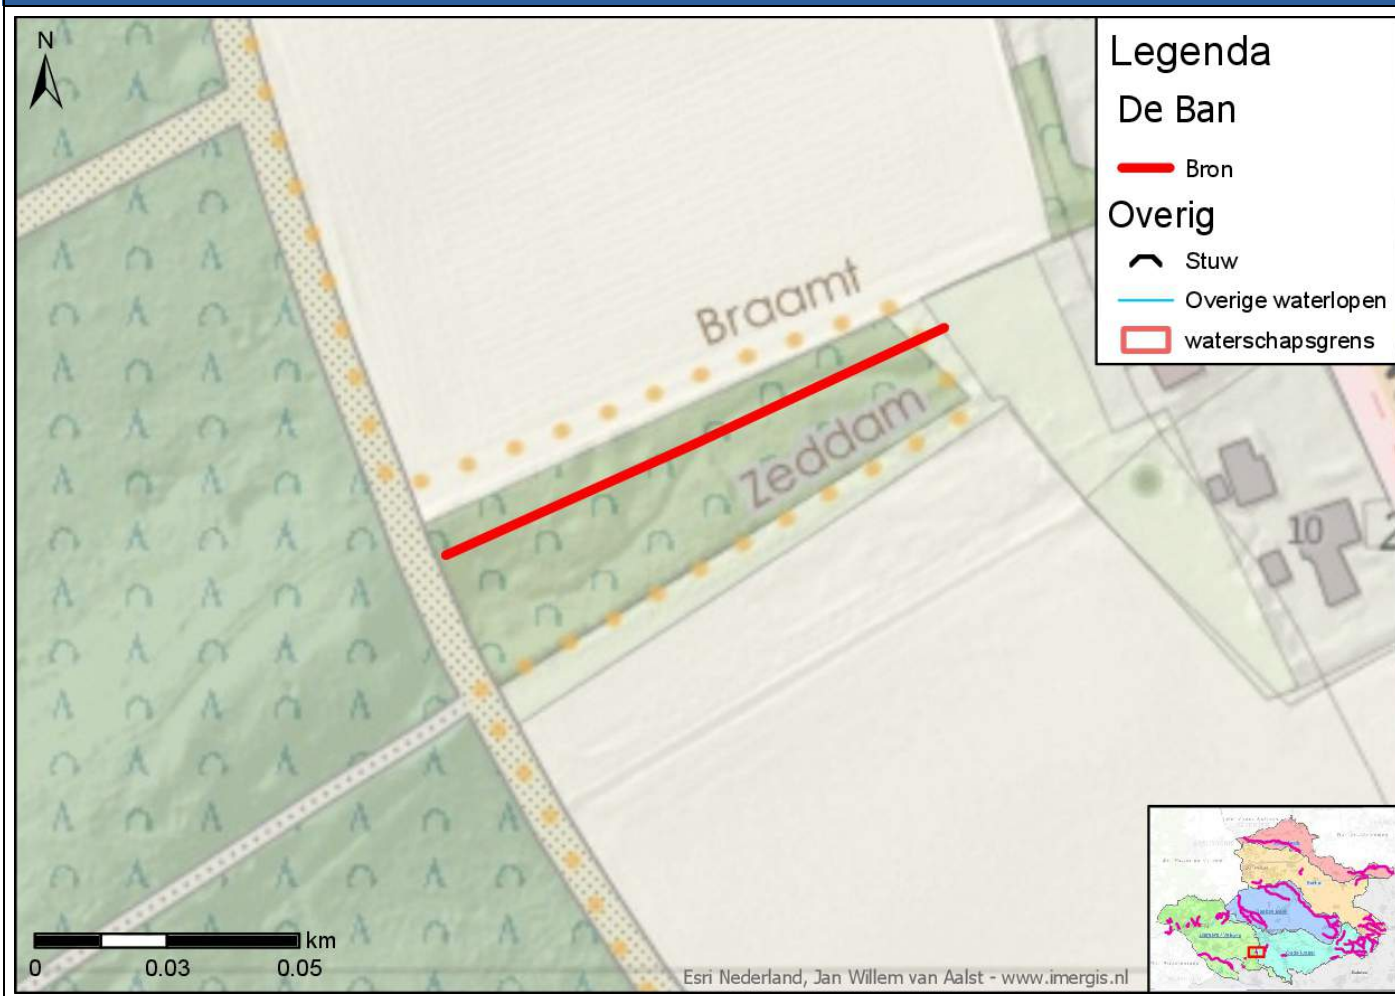 N
Legenda
De Ban
Bron
Overig
Stuw
Overige waterlopen
waterschapsgrens
Braamt
Zeddam
10
km
0 0.03 0.05
Esri Nederland, Jan Willem van Aalst - www.imergis.nl